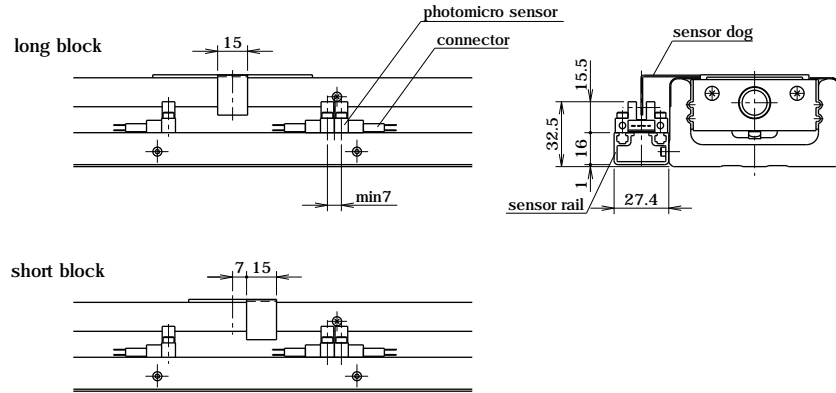 photomicro sensor
long block
15
connector
min7
sensor dog
15.5
32.5
16
1
sensor rail
27.4
short block
7 15